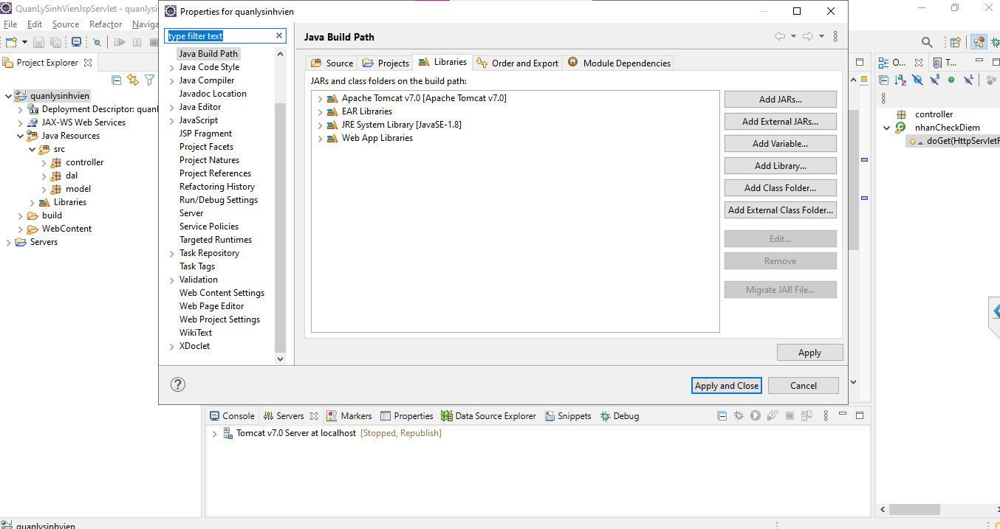 QuanLySinhVienJspServlet - quanlysi
File Edit Source Refactor Naviga
Project Explorer
quanlysinhvien
Deployment Descriptor: quanl
JAX-WS Web Services
Java Resources
src
controller
dal
model
Libraries
build
WebContent
Servers
Properties for quanlysinhvien
type filter text
Java Build Path
Java Code Style
Java Compiler
Javadoc Location
Java Editor
JavaScript
JSP Fragment
Project Facets
Project Natures
Project References
Refactoring History
Run/Debug Settings
Server
Service Policies
Targeted Runtimes
Task Repository
Task Tags
Validation
Web Content Settings
Web Page Editor
Web Project Settings
WikiText
XDoclet
Java Build Path
Source Projects Libraries Order and Export Module Dependencies
JARs and class folders on the build path:
Apache Tomcat v7.0 [Apache Tomcat v7.0]
EAR Libraries
JRE System Library [JavaSE-1.8]
Web App Libraries
Add JARs...
Add External JARs...
Add Variable...
Add Library...
Add Class Folder...
Add External Class Folder...
Edit...
Remove
Migrate JAR File...
Apply
Apply and Close Cancel
O... T...
controller
nhanCheckDiem
doGet(HttpServletR
Console Servers Markers Properties Data Source Explorer Snippets Debug
Tomcat v7.0 Server at localhost [Stopped, Republish]
quanlysinhvien